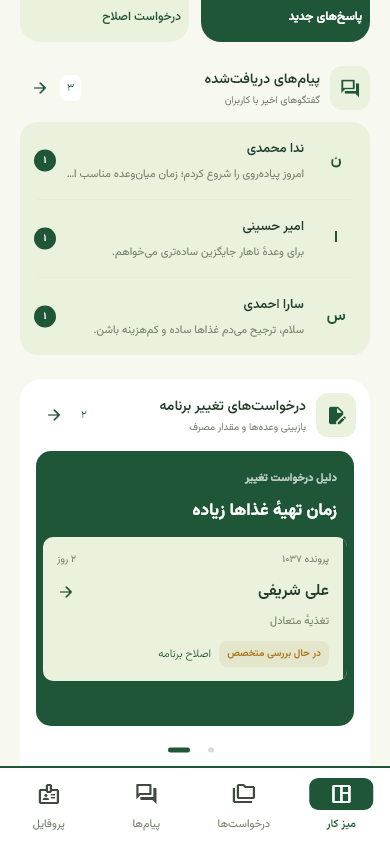 پاسخ‌های جدید
درخواست اصلاح
پیام‌های دریافت‌شده
۳
گفتگوهای اخیر با کاربران
ن
ندا محمدی
امروز پیاده‌روی را شروع کردم؛ زمان میان‌وعده مناسب ا...
۱
ا
امیر حسینی
برای وعدهٔ ناهار جایگزین ساده‌تری می‌خواهم.
۱
س
سارا احمدی
سلام، ترجیح می‌دم غذاها ساده و کم‌هزینه باشن.
۱
درخواست‌های تغییر برنامه
۲
بازبینی وعده‌ها و مقدار مصرف
دلیل درخواست تغییر
زمان تهیهٔ غذاها زیاده
پرونده ۱۰۳۷
۲ روز
علی شریفی
تغذیهٔ متعادل
در حال بررسی متخصص
اصلاح برنامه
میز کار
درخواست‌ها
پیام‌ها
پروفایل